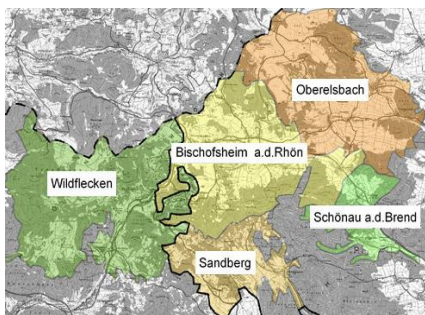 Oberelsbach
Bischofsheim a.d.Rhön
Wildflecken
Schönau a.d.Brend
Sandberg